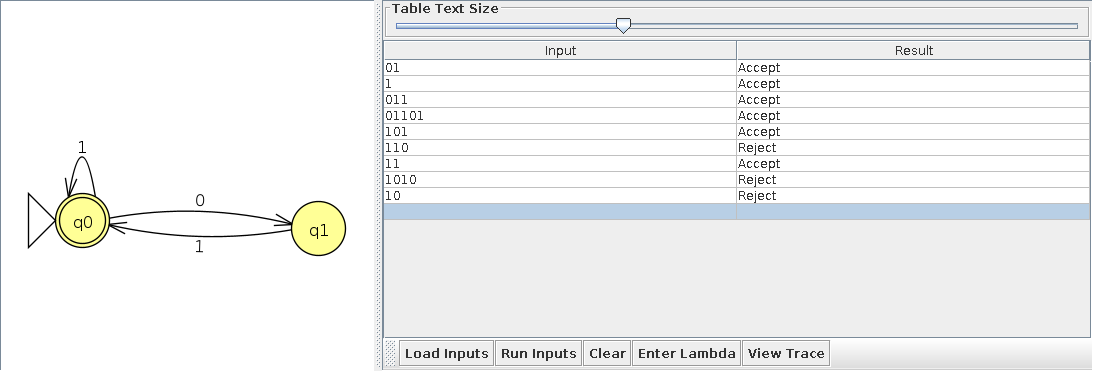 1
q0
0
1
q1
Table Text Size
Input Result
01 Accept
1 Accept
011 Accept
01101 Accept
101 Accept
110 Reject
11 Accept
1010 Reject
10 Reject
Load Inputs Run Inputs Clear Enter Lambda View Trace